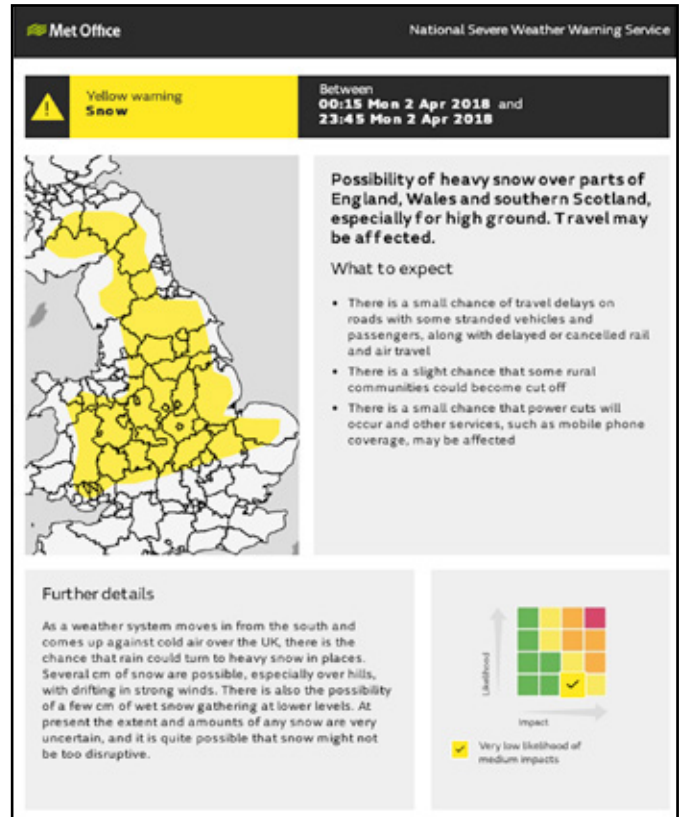 Met Office
National Severe Weather Warning Service
Yellow warning
Snow
Between
00:15 Mon 2 Apr 2018 and
23:45 Mon 2 Apr 2018
Possibility of heavy snow over parts of
England, Wales and southern Scotland,
especially for high ground. Travel may
be affected.
What to expect
• There is a small chance of travel delays on
roads with some stranded vehicles and
passengers, along with delayed or cancelled rail
and air travel
• There is a slight chance that some rural
communities could become cut off
• There is a small chance that power cuts will
occur and other services, such as mobile phone
coverage, may be affected
Further details
As a weather system moves in from the south and
comes up against cold air over the UK, there is the
chance that rain could turn to heavy snow in places.
Several cm of snow are possible, especially over hills,
with drifting in strong winds. There is also the possibility
of a few cm of wet snow gathering at lower levels. At
present the extent and amounts of any snow are very
uncertain, and it is quite possible that snow might not
be too disruptive.
Likelihood
Impact
Very low likelihood of
medium impacts